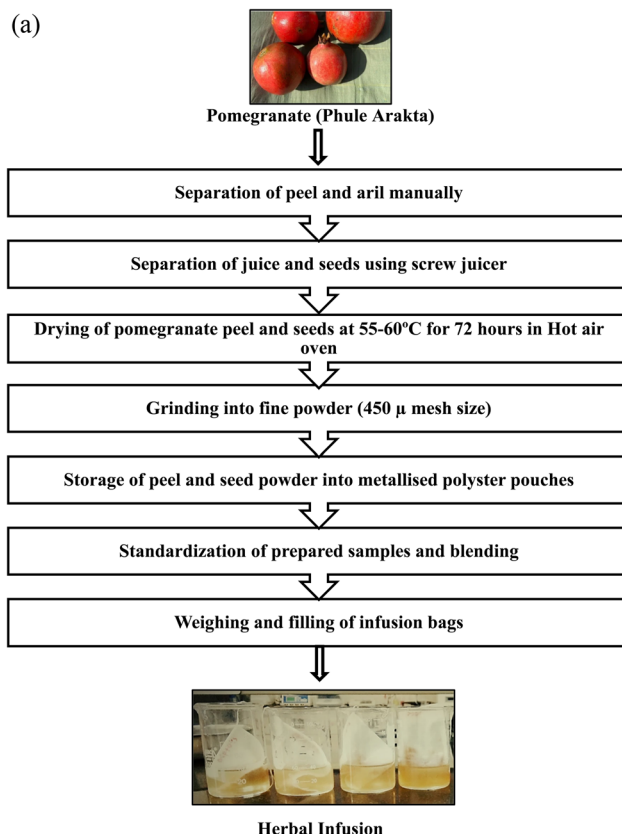 (a)
Pomegranate (Phule Arakta)
Separation of peel and aril manually
Separation of juice and seeds using screw juicer
Drying of pomegranate peel and seeds at 55-60ºC for 72 hours in Hot air
oven
Grinding into fine powder (450 µ mesh size)
Storage of peel and seed powder into metallised polyster pouches
Standardization of prepared samples and blending
Weighing and filling of infusion bags
Herbal Infusion